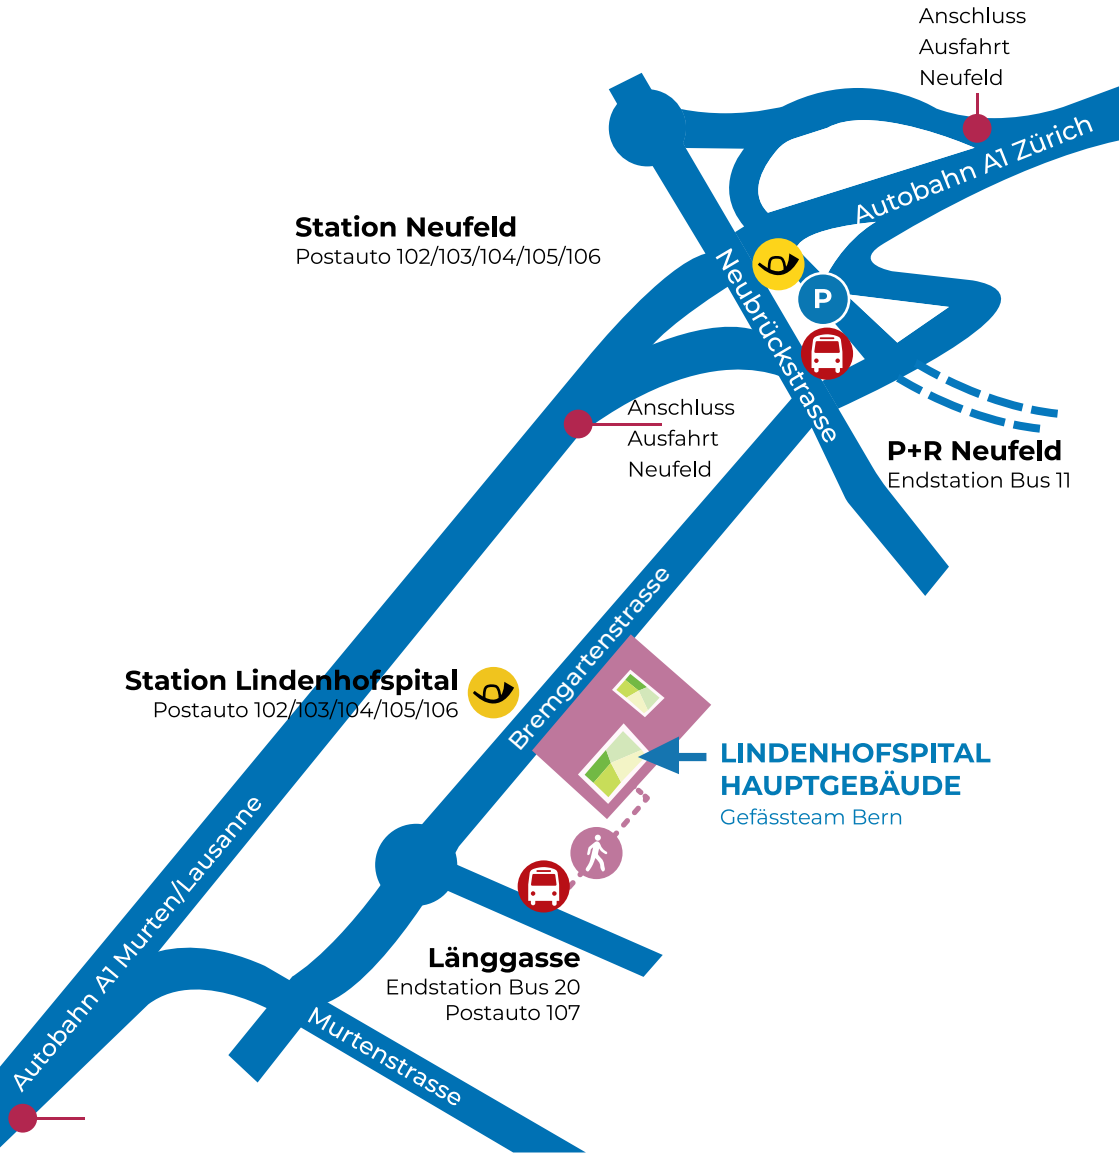 Anschluss
Ausfahrt
Neufeld
Autobahn A1 Zürich
Station Neufeld
Postauto 102/103/104/105/106
Neubrückstrasse
P
Anschluss
Ausfahrt
Neufeld
P+R Neufeld
Endstation Bus 11
Bremgartenstrasse
Station Lindenhofspital
Postauto 102/103/104/105/106
LINDENHOFSPITAL
HAUPTGEBÄUDE
Gefässteam Bern
Autobahn A1 Murten/Lausanne
Länggasse
Endstation Bus 20
Postauto 107
Murtenstrasse